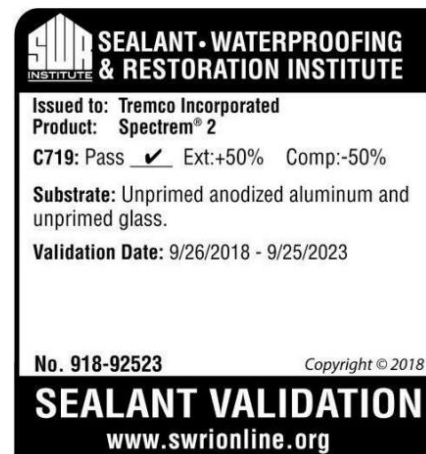 SWR
INSTITUTE
SEALANT • WATERPROOFING
& RESTORATION INSTITUTE
Issued to: Tremco Incorporated
Product: Spectrem® 2
C719: Pass ✔ Ext:+50% Comp:-50%
Substrate: Unprimed anodized aluminum and
unprimed glass.
Validation Date: 9/26/2018 - 9/25/2023
No. 918-92523 Copyright © 2018
SEALANT VALIDATION
www.swrionline.org